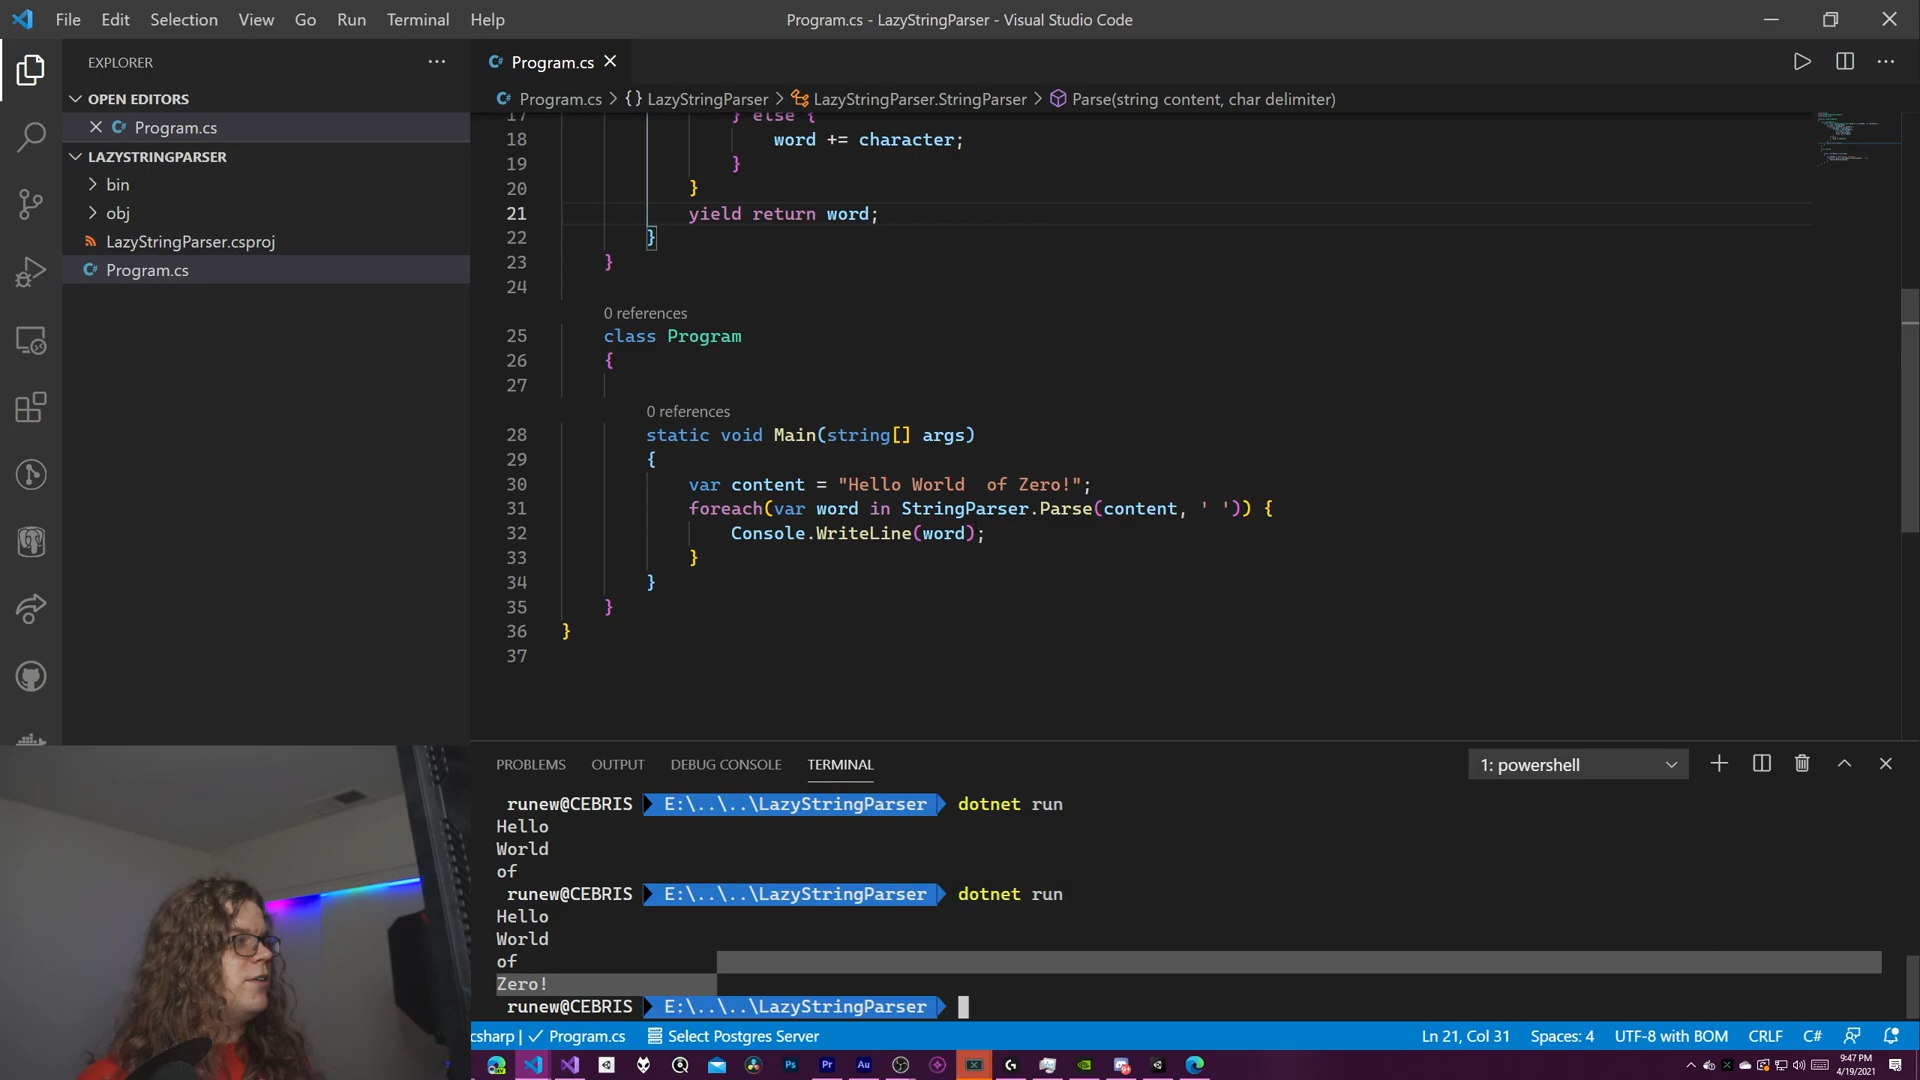 File Edit Selection View Go Run Terminal Help
Program.cs - LazyStringParser - Visual Studio Code
EXPLORER
OPEN EDITORS
Program.cs
LAZYSTRINGPARSER
bin
obj
LazyStringParser.csproj
Program.cs
Program.cs
Program.cs > {} LazyStringParser > LazyStringParser.StringParser > Parse(string content, char delimiter)
17 } else {
18 word += character;
19 }
20 }
21 yield return word;
22 }
23 }
24
0 references
25 class Program
26 {
27
0 references
28 static void Main(string[] args)
29 {
30 var content = "Hello World  of Zero!";
31 foreach(var word in StringParser.Parse(content, ' ')) {
32 Console.WriteLine(word);
33 }
34 }
35 }
36 }
37
PROBLEMS OUTPUT DEBUG CONSOLE TERMINAL
1: powershell
runew@CEBRIS E:\..\..\LazyStringParser dotnet run
Hello
World
of
runew@CEBRIS E:\..\..\LazyStringParser dotnet run
Hello
World
of
Zero!
runew@CEBRIS E:\..\..\LazyStringParser
csharp | ✓ Program.cs Select Postgres Server
Ln 21, Col 31 Spaces: 4 UTF-8 with BOM CRLF C#
Ps Pr Au
9:47 PM
4/19/2021